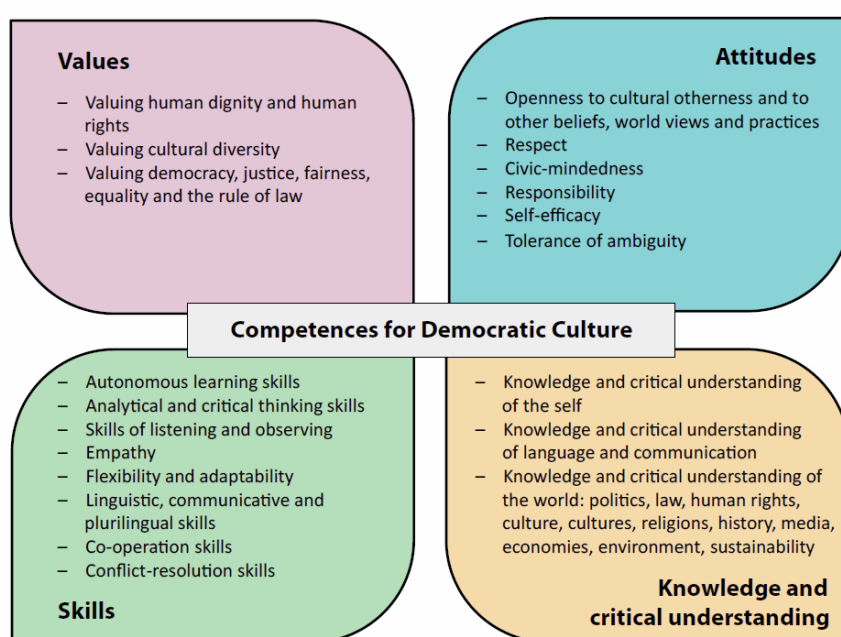 Values
– Valuing human dignity and human
rights
– Valuing cultural diversity
– Valuing democracy, justice, fairness,
equality and the rule of law
Attitudes
– Openness to cultural otherness and to
other beliefs, world views and practices
– Respect
– Civic-mindedness
– Responsibility
– Self-efficacy
– Tolerance of ambiguity
Competences for Democratic Culture
– Autonomous learning skills
– Analytical and critical thinking skills
– Skills of listening and observing
– Empathy
– Flexibility and adaptability
– Linguistic, communicative and
plurilingual skills
– Co-operation skills
– Conflict-resolution skills
Skills
– Knowledge and critical understanding
of the self
– Knowledge and critical understanding
of language and communication
– Knowledge and critical understanding of
the world: politics, law, human rights,
culture, cultures, religions, history, media,
economies, environment, sustainability
Knowledge and
critical understanding